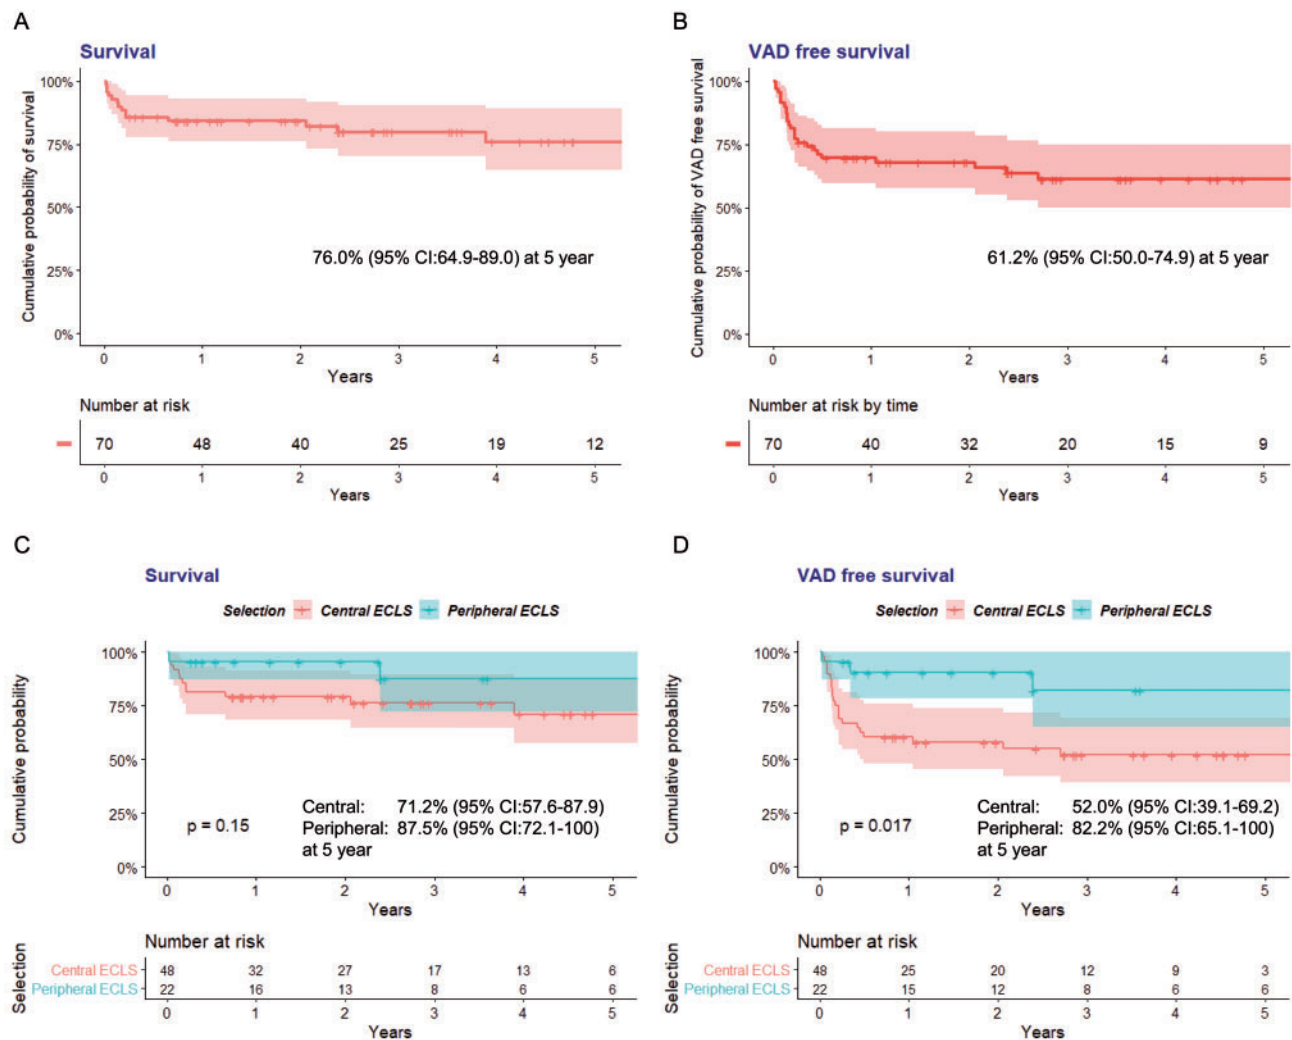 A
Survival
Cumulative probability of survival
100%
75%
50%
25%
0%
76.0% (95% CI:64.9-89.0) at 5 year
0 1 2 3 4 5
Years
Number at risk
70 48 40 25 19 12
0 1 2 3 4 5
Years
B
VAD free survival
Cumulative probability of VAD free survival
100%
75%
50%
25%
0%
61.2% (95% CI:50.0-74.9) at 5 year
0 1 2 3 4 5
Years
Number at risk by time
70 40 32 20 15 9
0 1 2 3 4 5
Years
C
Survival
Selection Central ECLS Peripheral ECLS
Cumulative probability
100%
75%
50%
25%
0%
p = 0.15
Central: 71.2% (95% CI:57.6-87.9)
Peripheral: 87.5% (95% CI:72.1-100)
at 5 year
0 1 2 3 4 5
Years
Number at risk
Selection
Central ECLS 48 32 27 17 13 6
Peripheral ECLS 22 16 13 8 6 6
0 1 2 3 4 5
Years
D
VAD free survival
Selection Central ECLS Peripheral ECLS
Cumulative probability
100%
75%
50%
25%
0%
p = 0.017
Central: 52.0% (95% CI:39.1-69.2)
Peripheral: 82.2% (95% CI:65.1-100)
at 5 year
0 1 2 3 4 5
Years
Number at risk
Selection
Central ECLS 48 25 20 12 9 3
Peripheral ECLS 22 15 12 8 6 6
0 1 2 3 4 5
Years